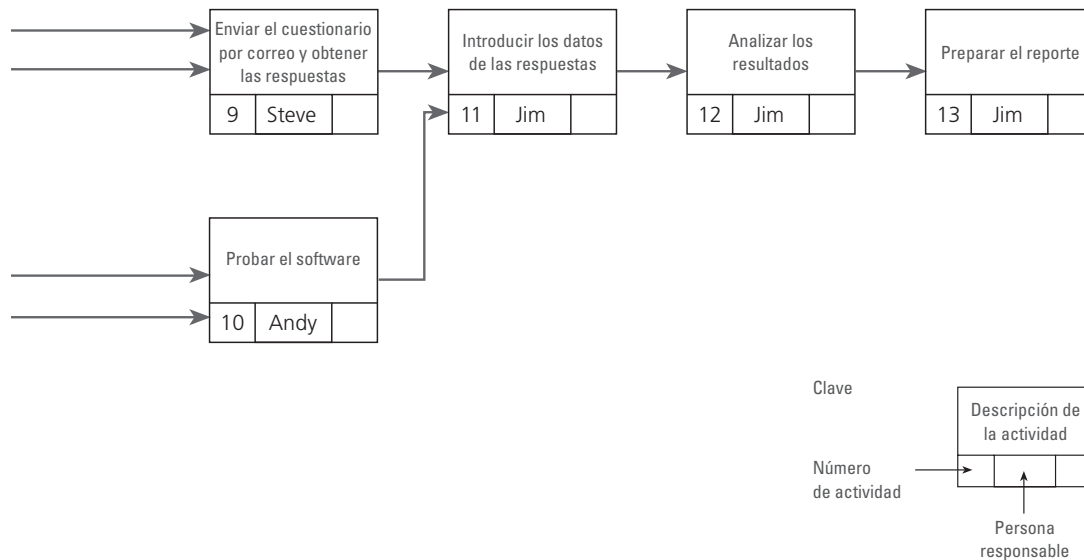 Enviar el cuestionario
por correo y obtener
las respuestas
9 Steve
Introducir los datos
de las respuestas
11 Jim
Analizar los
resultados
12 Jim
Preparar el reporte
13 Jim
Probar el software
10 Andy
Clave
Descripción de
la actividad
Número
de actividad
Persona
responsable